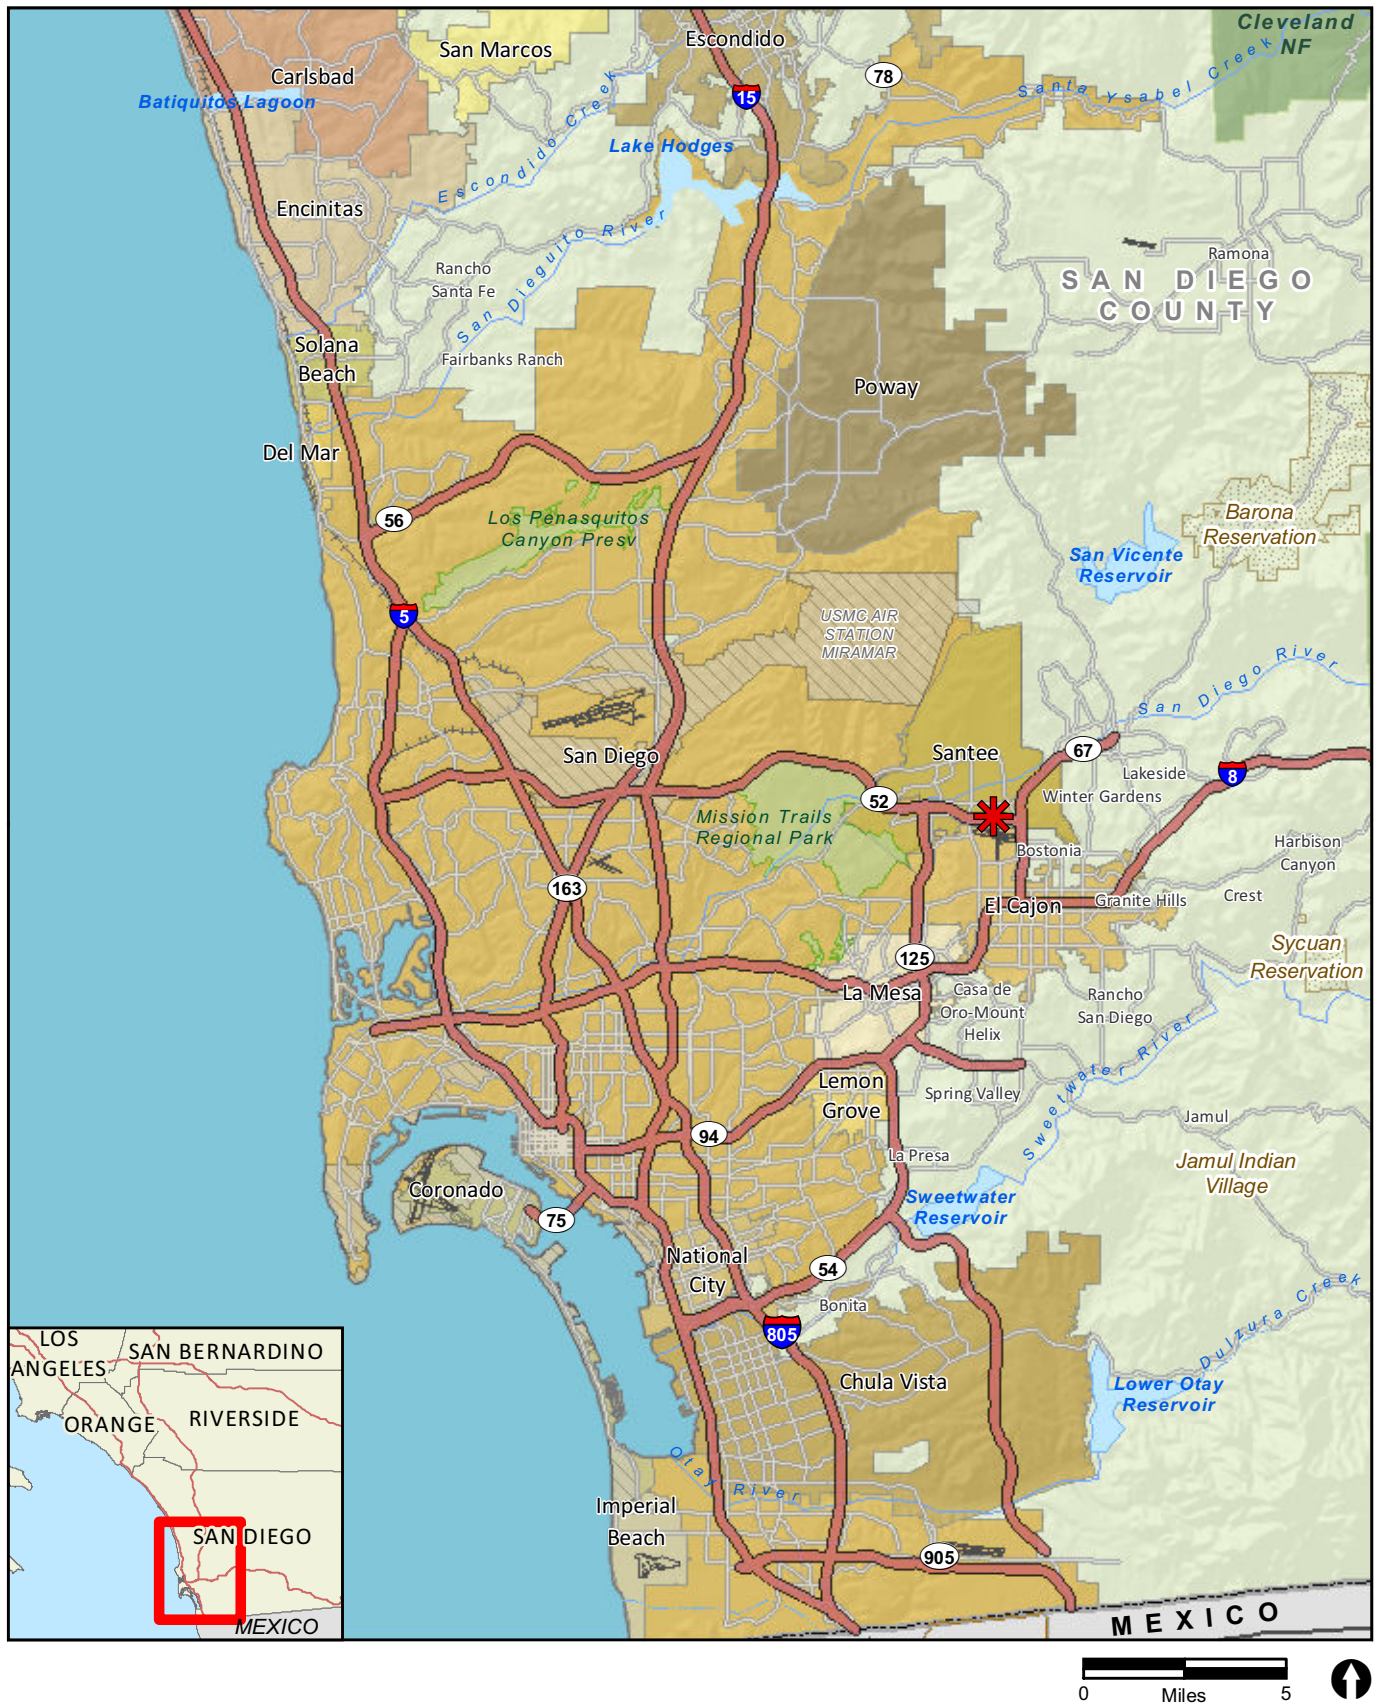 Cleveland
NF
San Marcos
Escondido
Carlsbad
78
15
Batiquitos Lagoon
Santa Ysabel Creek
Escondido Creek
Lake Hodges
Encinitas
San Dieguito River
Rancho
Santa Fe
Ramona
SAN DIEGO
COUNTY
Solana
Beach
Fairbanks Ranch
Poway
Del Mar
56
Los Penasquitos
Canyon Presv
Barona
Reservation
San Vicente
Reservoir
5
USMC AIR
STATION
MIRAMAR
San Diego River
San Diego
Santee
67
Lakeside
8
Winter Gardens
52
Mission Trails
Regional Park
Bostonia
Harbison
Canyon
163
El Cajon
Granite Hills
Crest
125
Sycuan
Reservation
La Mesa
Casa de
Oro-Mount
Helix
Rancho
San Diego
Sweetwater River
Lemon
Grove
Spring Valley
Jamul
94
La Presa
Jamul Indian
Village
Coronado
75
Sweetwater
Reservoir
National
City
54
Bonita
Dulzura Creek
805
Chula Vista
Lower Otay
Reservoir
Otay River
Imperial
Beach
905
MEXICO
LOS
ANGELES
SAN BERNARDINO
ORANGE
RIVERSIDE
SAN DIEGO
MEXICO
0 Miles 5